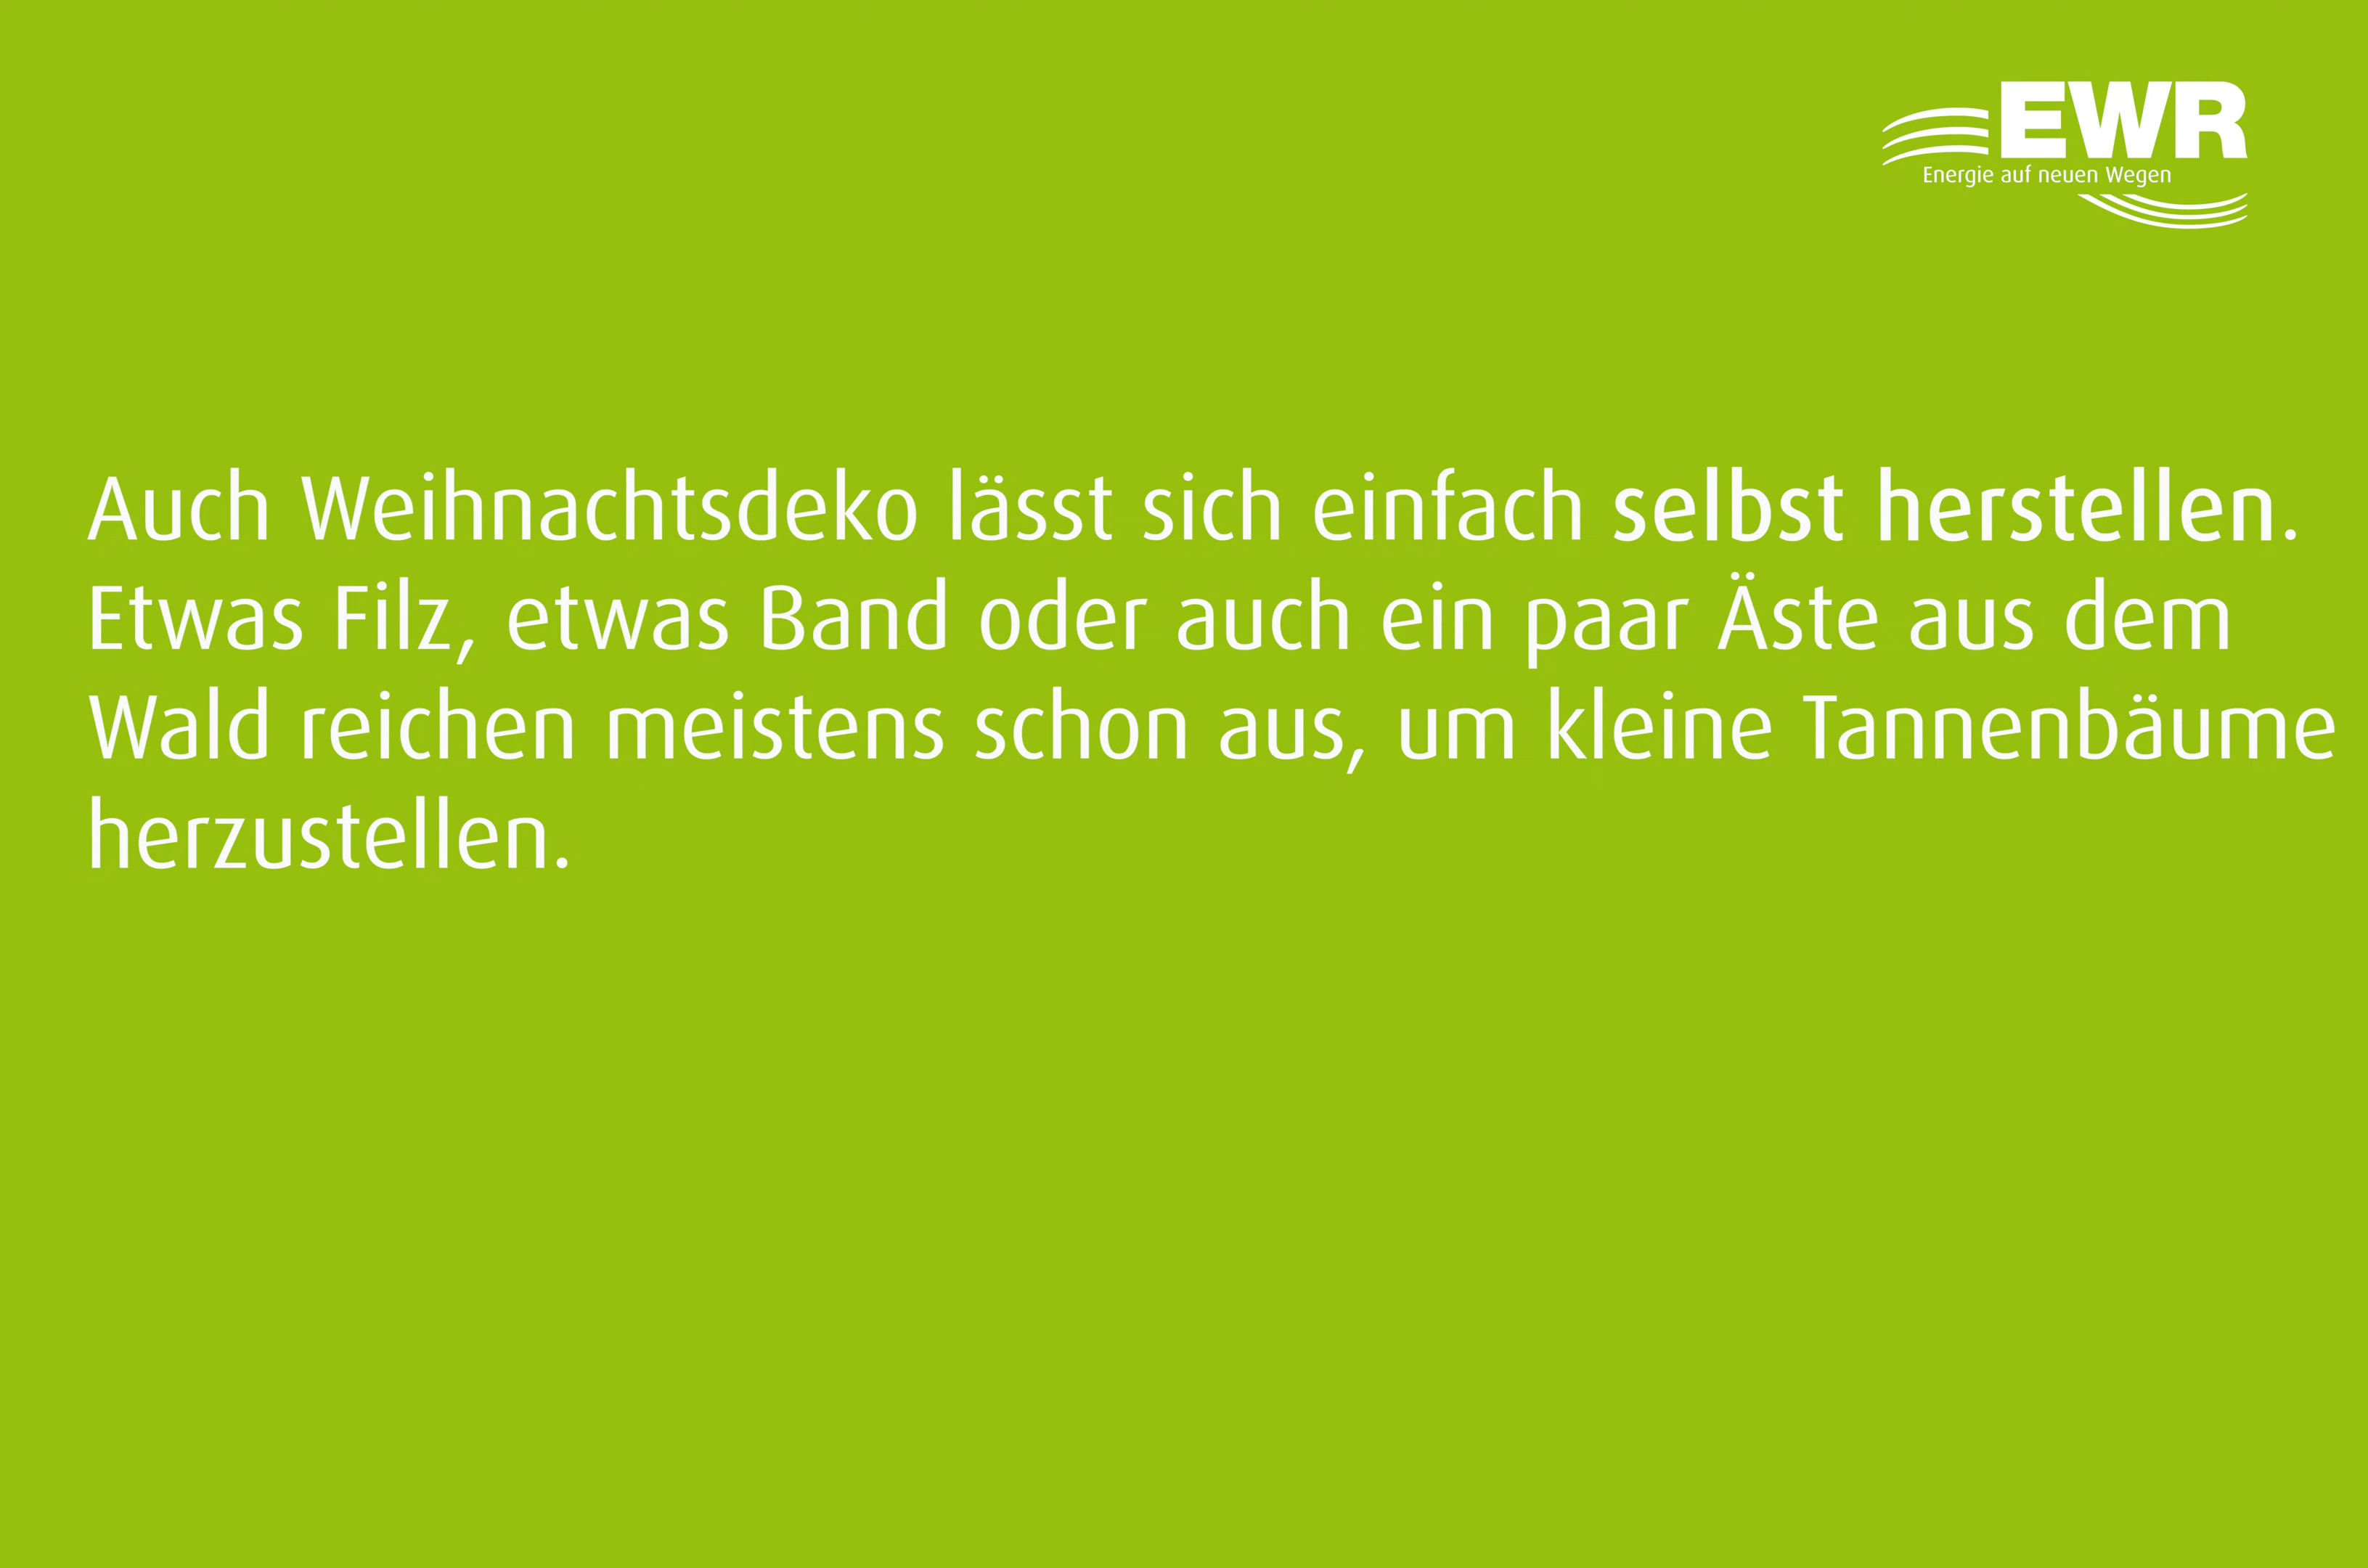 EWR
Energie auf neuen Wegen
Auch Weihnachtsdeko lässt sich einfach selbst herstellen.
Etwas Filz, etwas Band oder auch ein paar Äste aus dem
Wald reichen meistens schon aus, um kleine Tannenbäume
herzustellen.